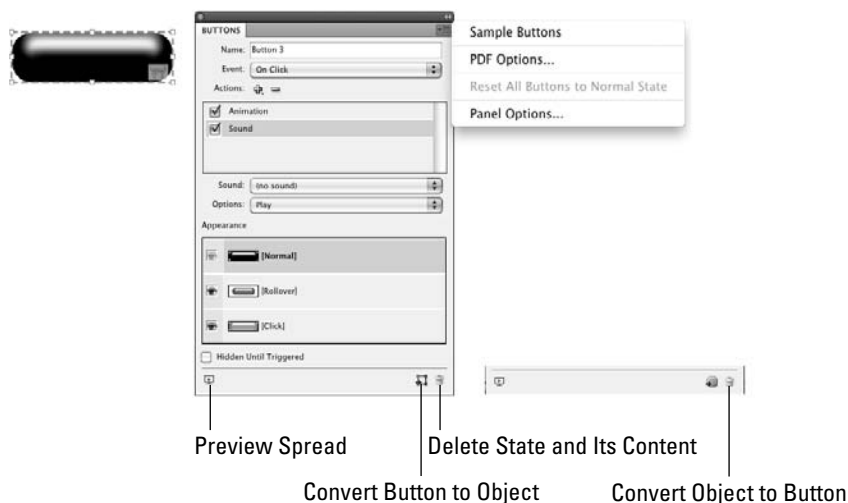 BUTTONS
Name: Button 3
Event: On Click
Actions:
Animation
Sound
Sound: (no sound)
Options: Play
Appearance
[Normal]
[Rollover]
[Click]
Hidden Until Triggered
Sample Buttons
PDF Options...
Reset All Buttons to Normal State
Panel Options...
Preview Spread
Delete State and Its Content
Convert Button to Object
Convert Object to Button